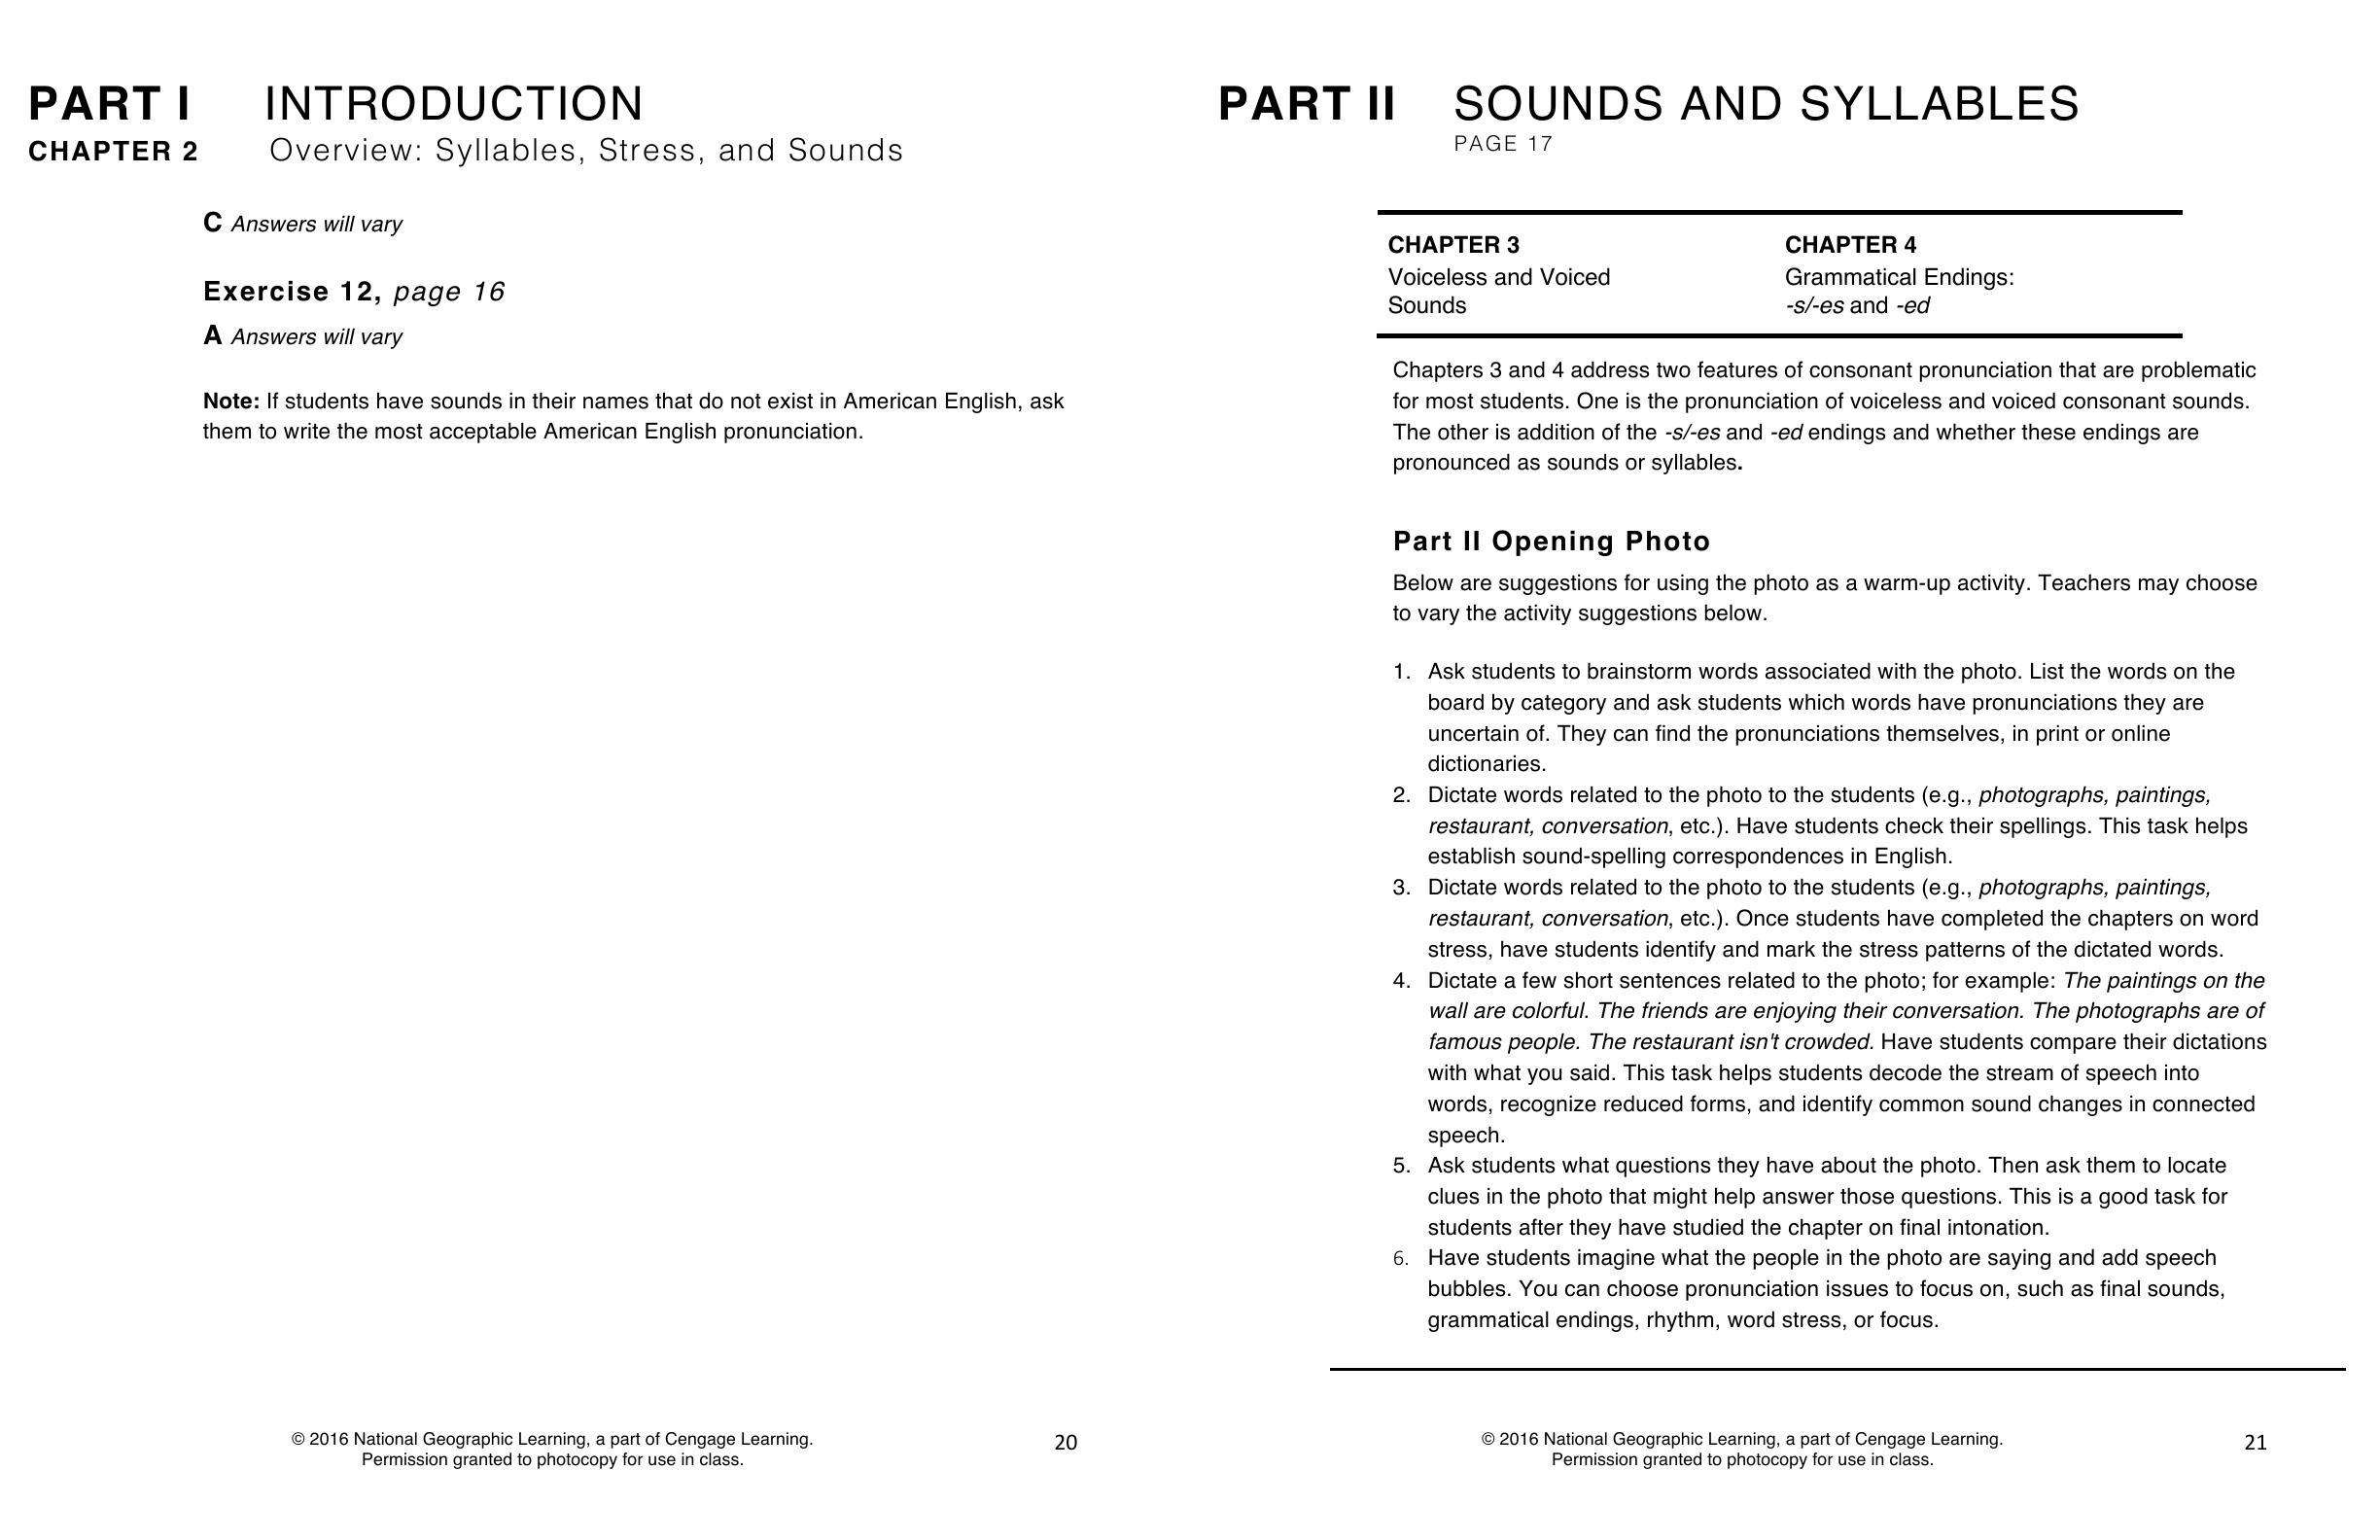 PART I INTRODUCTION
CHAPTER 2 Overview: Syllables, Stress, and Sounds
C Answers will vary
Exercise 12, page 16
A Answers will vary
Note: If students have sounds in their names that do not exist in American English, ask
them to write the most acceptable American English pronunciation.
© 2016 National Geographic Learning, a part of Cengage Learning.
Permission granted to photocopy for use in class.
20
PART II SOUNDS AND SYLLABLES
PAGE 17
CHAPTER 3
Voiceless and Voiced
Sounds
CHAPTER 4
Grammatical Endings:
-s/-es and -ed
Chapters 3 and 4 address two features of consonant pronunciation that are problematic
for most students. One is the pronunciation of voiceless and voiced consonant sounds.
The other is addition of the -s/-es and -ed endings and whether these endings are
pronounced as sounds or syllables.
Part II Opening Photo
Below are suggestions for using the photo as a warm-up activity. Teachers may choose
to vary the activity suggestions below.
1. Ask students to brainstorm words associated with the photo. List the words on the
board by category and ask students which words have pronunciations they are
uncertain of. They can find the pronunciations themselves, in print or online
dictionaries.
2. Dictate words related to the photo to the students (e.g., photographs, paintings,
restaurant, conversation, etc.). Have students check their spellings. This task helps
establish sound-spelling correspondences in English.
3. Dictate words related to the photo to the students (e.g., photographs, paintings,
restaurant, conversation, etc.). Once students have completed the chapters on word
stress, have students identify and mark the stress patterns of the dictated words.
4. Dictate a few short sentences related to the photo; for example: The paintings on the
wall are colorful. The friends are enjoying their conversation. The photographs are of
famous people. The restaurant isn't crowded. Have students compare their dictations
with what you said. This task helps students decode the stream of speech into
words, recognize reduced forms, and identify common sound changes in connected
speech.
5. Ask students what questions they have about the photo. Then ask them to locate
clues in the photo that might help answer those questions. This is a good task for
students after they have studied the chapter on final intonation.
6. Have students imagine what the people in the photo are saying and add speech
bubbles. You can choose pronunciation issues to focus on, such as final sounds,
grammatical endings, rhythm, word stress, or focus.
© 2016 National Geographic Learning, a part of Cengage Learning.
Permission granted to photocopy for use in class.
21